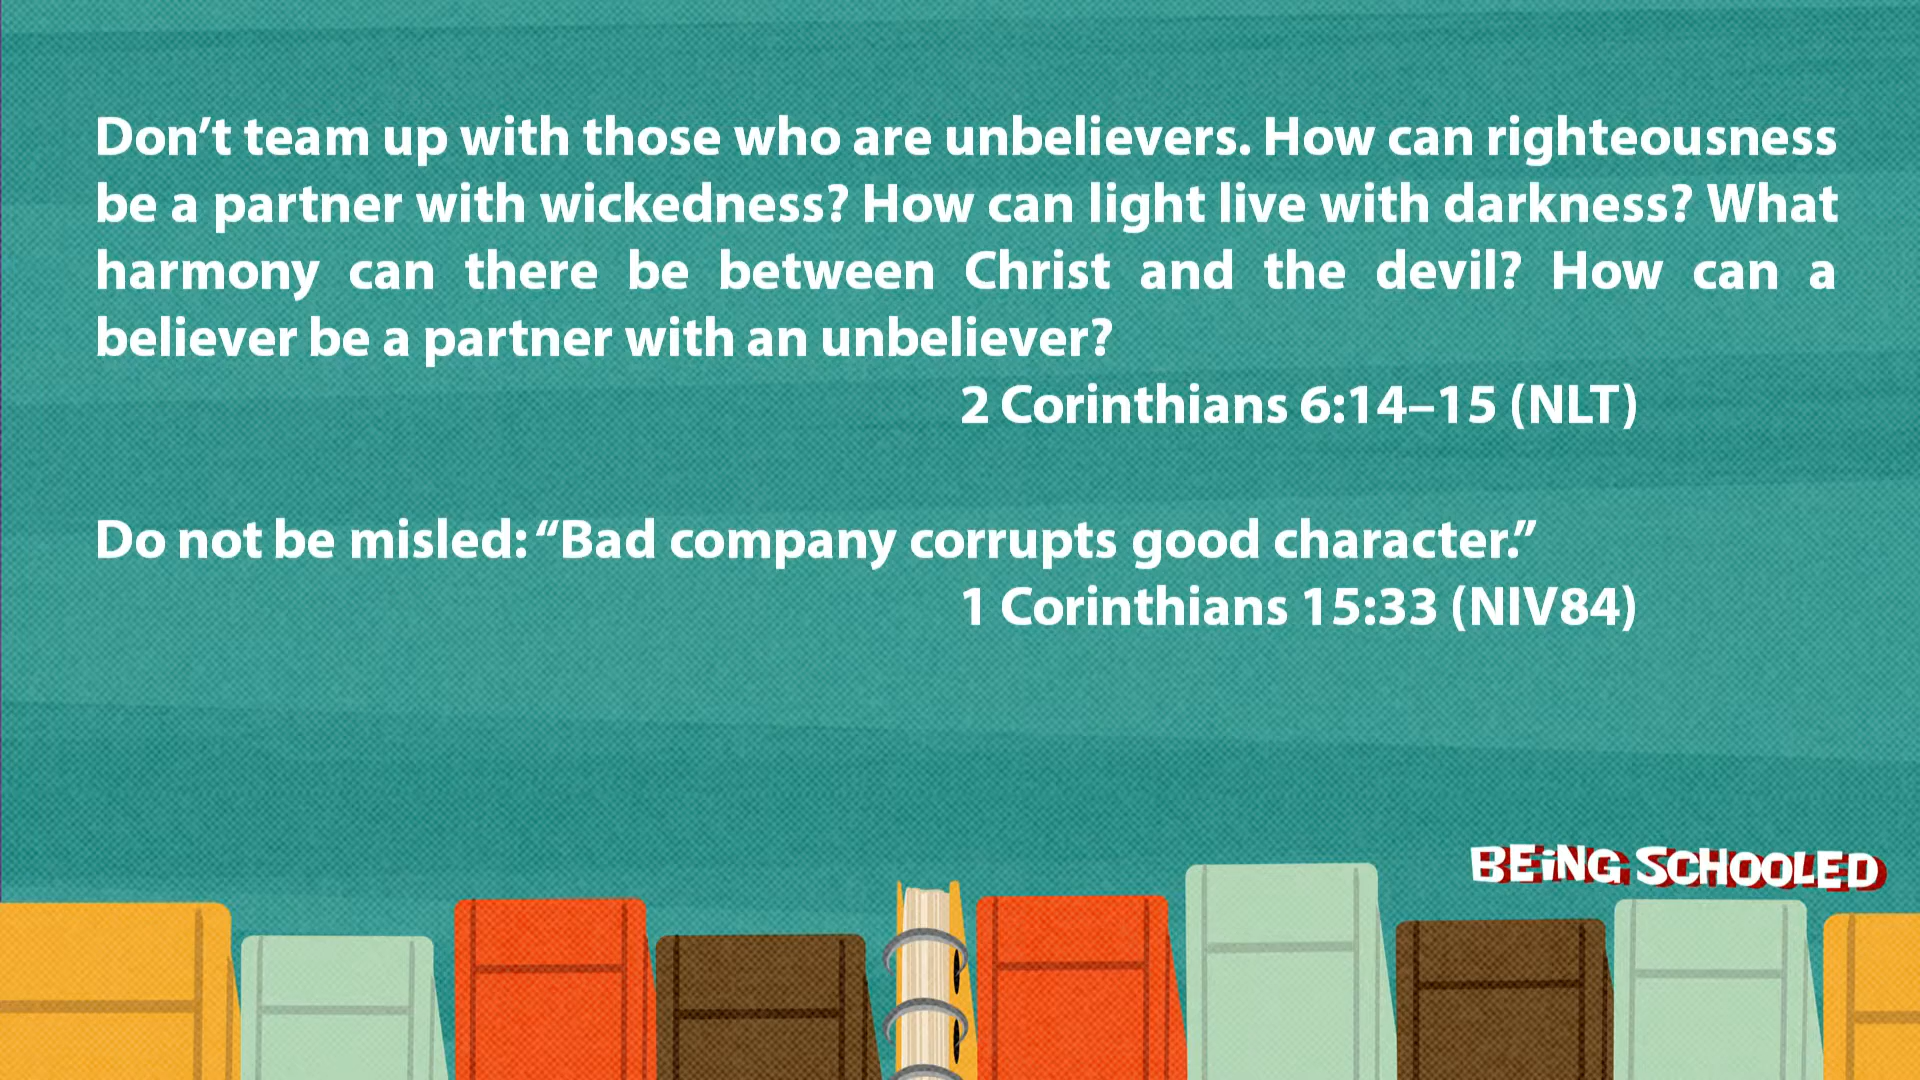 Don’t team up with those who are unbelievers. How can righteousness
be a partner with wickedness? How can light live with darkness? What
harmony can there be between Christ and the devil? How can a
believer be a partner with an unbeliever?
2 Corinthians 6:14–15 (NLT)
Do not be misled: “Bad company corrupts good character.”
1 Corinthians 15:33 (NIV84)
BEiNG SCHOOLED